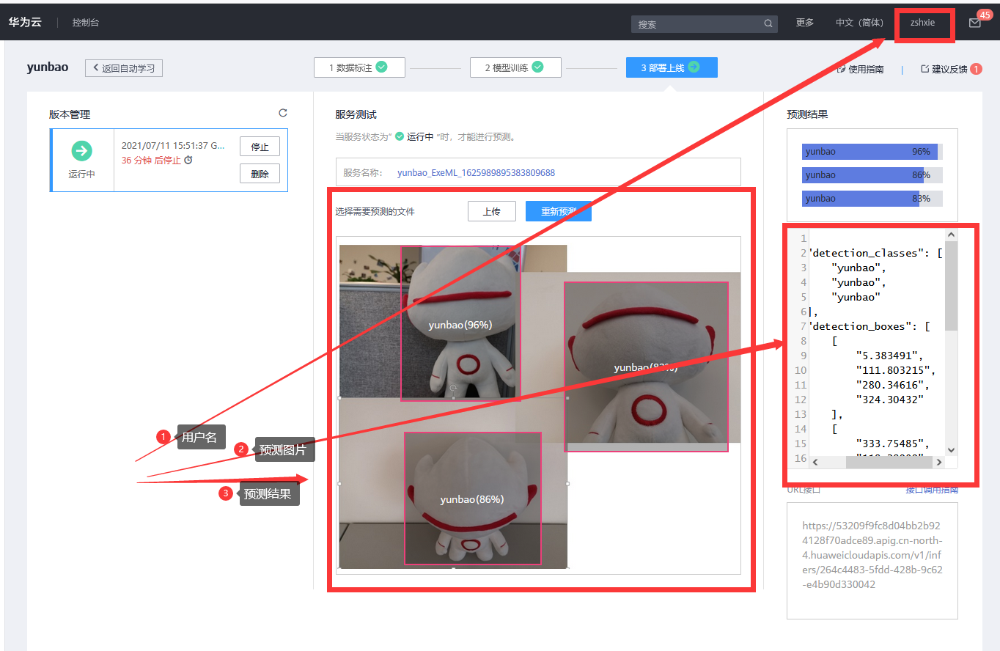 华为云
控制台
搜索
更多
中文（简体）
zshxie
45
yunbao
返回自动学习
1 数据标注
2 模型训练
3 部署上线
使用指南
建议反馈
1
版本管理
运行中
2021/07/11 15:51:37 G...
36 分钟 后停止
停止
删除
服务测试
当服务状态为“ 运行中 ”时，才能进行预测。
服务名称：
yunbao_ExeML_1625989895383809688
选择需要预测的文件
上传
重新预测
yunbao(96%)
yunbao(83%)
yunbao(86%)
1 用户名
2 预测图片
3 预测结果
预测结果
yunbao 96%
yunbao 86%
yunbao 83%
1
2 "detection_classes": [
3 "yunbao",
4 "yunbao",
5 "yunbao"
6 ],
7 "detection_boxes": [
8 [
9 "5.383491",
10 "111.803215",
11 "280.34616",
12 "324.30432"
13 ],
14 [
15 "333.75485",
16
URL接口
接口调用指南
https://53209f9fc8d04bb2b92
4128f70adce89.apig.cn-north-
4.huaweicloudapis.com/v1/inf
ers/264c4483-5fdd-428b-9c62
-e4b90d330042